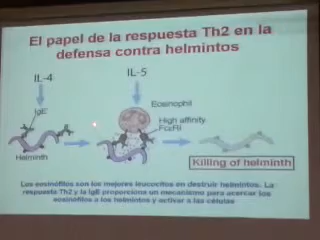 El papel de la respuesta Th2 en la
defensa contra helmintos
IL-4
IL-5
IgE
Eosinophil
High affinity
FcεRI
Helminth
Killing of helminth
Los eosinófilos son los mejores leucocitos en destruir helmintos. La
respuesta Th2 y la IgE proporciona un mecanismo para acercar los
eosinófilos a los helmintos y activar a las células